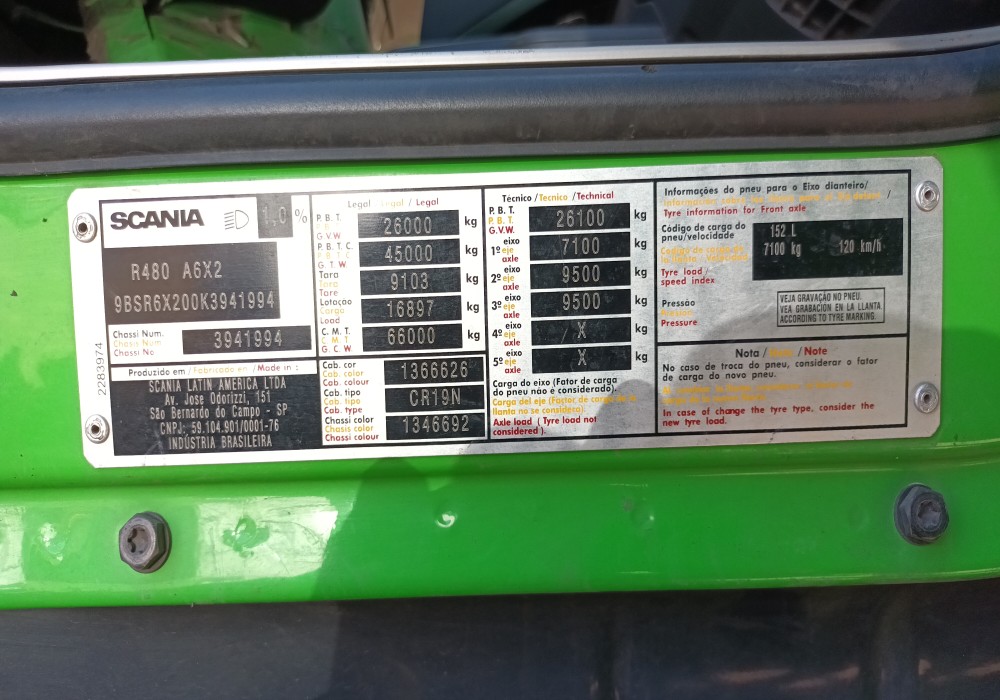 SCANIA 1,0 %
R480 A6X2
9BSR6X200K3941994
Chassi Num.
Chasis Num.
Chassi No
3941994
Produzido em / Fabricado en / Made in :
SCANIA LATIN AMERICA LTDA
Av. Jose Odorizzi, 151
São Bernardo do Campo - SP
CNPJ: 59.104.901/0001-76
INDÚSTRIA BRASILEIRA
2283974
Legal / Legal / Legal
P. B. T.
G.V.W.
26000 kg
P. B. T. C.
P. B. T. C.
G. T. W
45000 kg
Tara
Tara
Tare
9103 kg
Lotação
Carga
Load
16897 kg
C. M. T.
C. M. T
G. C. W.
66000 kg
Cab. cor
Cab. color
Cab. colour
1366626
Cab. tipo
Cab. tipo
Cab. type
CR19N
Chassi color
Chasis color
Chassi colour
1346692
Técnico / Tecnico / Technical
P. B. T.
P. B. T.
G.V.W.
26100 kg
1º eixo
eje
axle
7100 kg
2º eixo
eje
axle
9500 kg
3º eixo
eje
axle
9500 kg
4º eixo
eje
axle
X kg
5º eixo
eje
axle
X kg
Carga do eixo (Fator de carga
do pneu não é considerado).
Carga del eje (Factor de carga de la
llanta no se considera).
Axle load ( Tyre load not
considered ).
Informações do pneu para o Eixo dianteiro/
Tyre information for Front axle
Código de carga do
pneu/velocidade
Tyre load /
speed index
152 L
7100 kg 120 km/h
Pressão
Presión
Pressure
VEJA GRAVAÇÃO NO PNEU.
VEA GRABACION EN LA LLANTA
ACCORDING TO TYRE MARKING.
Nota / Nota / Note
No caso de troca do pneu, considerar o fator
de carga do novo pneu.
In case of change the tyre type, consider the
new tyre load.